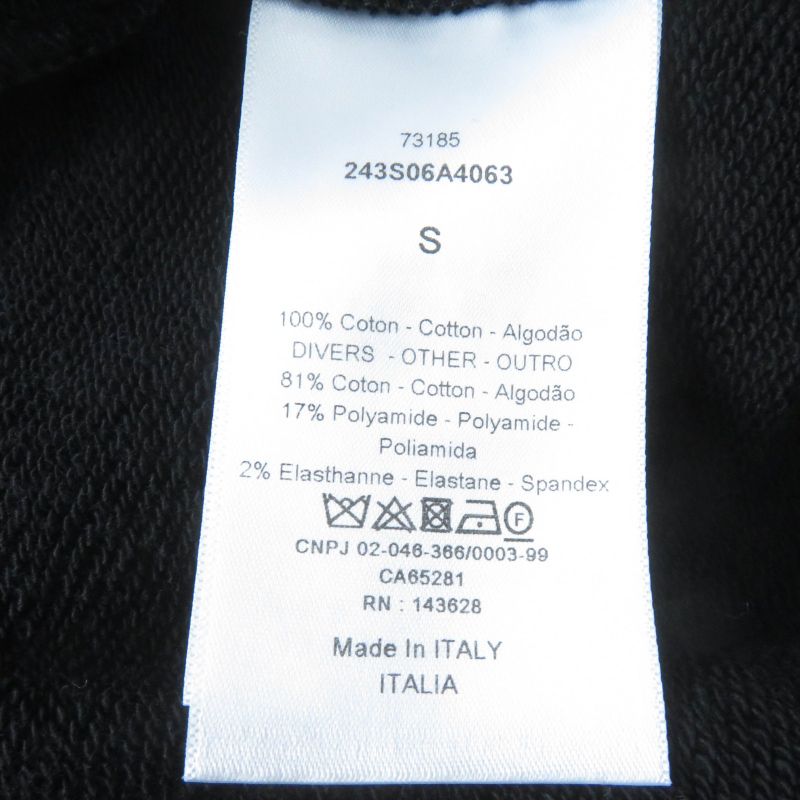 73185
243S06A4063
S
100% Coton - Cotton - Algodão
DIVERS - OTHER - OUTRO
81% Coton - Cotton - Algodão
17% Polyamide - Polyamide -
Poliamida
2% Elasthanne - Elastane - Spandex
F
CNPJ 02-046-366/0003-99
CA65281
RN : 143628
Made In ITALY
ITALIA